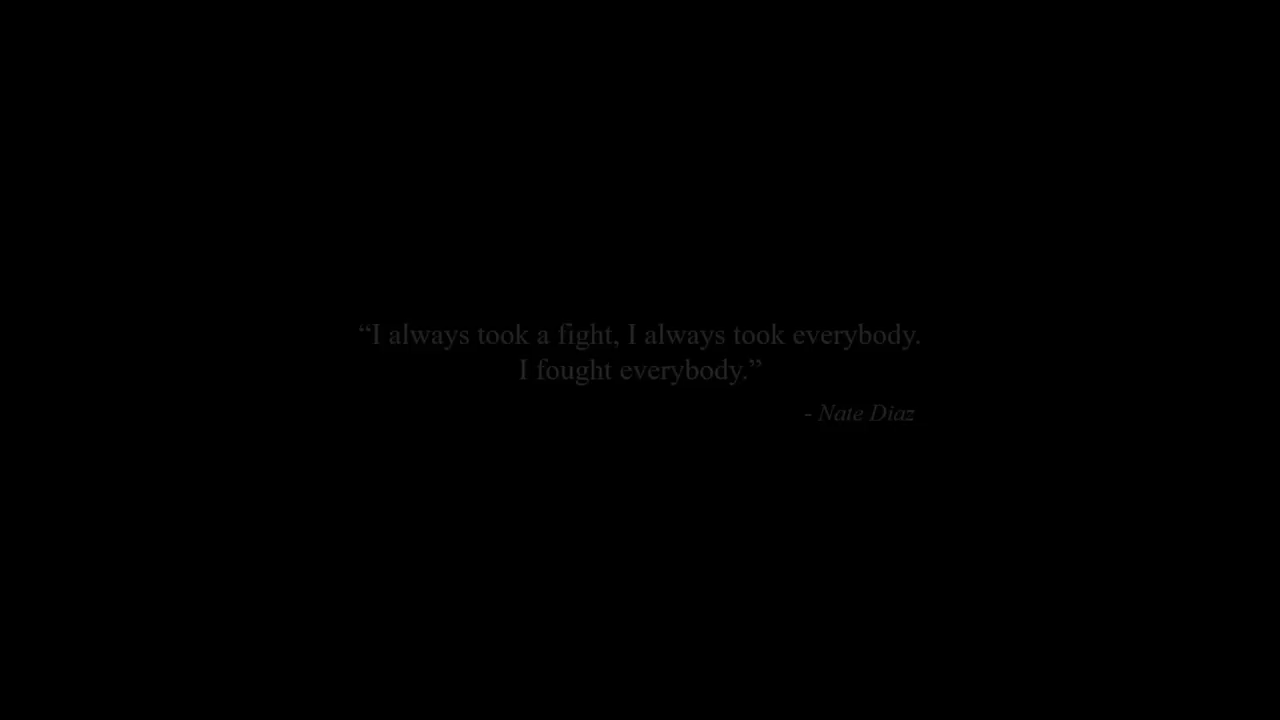 “I always took a fight, I always took everybody.
I fought everybody.”
- Nate Diaz